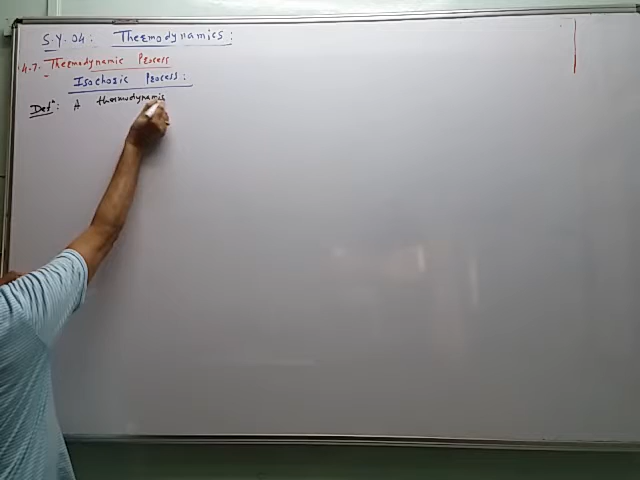 S.Y. 04: Thermodynamics:
4.7. Thermodynamic Process
Isochoric Process:
Defⁿ: A thermodynamic